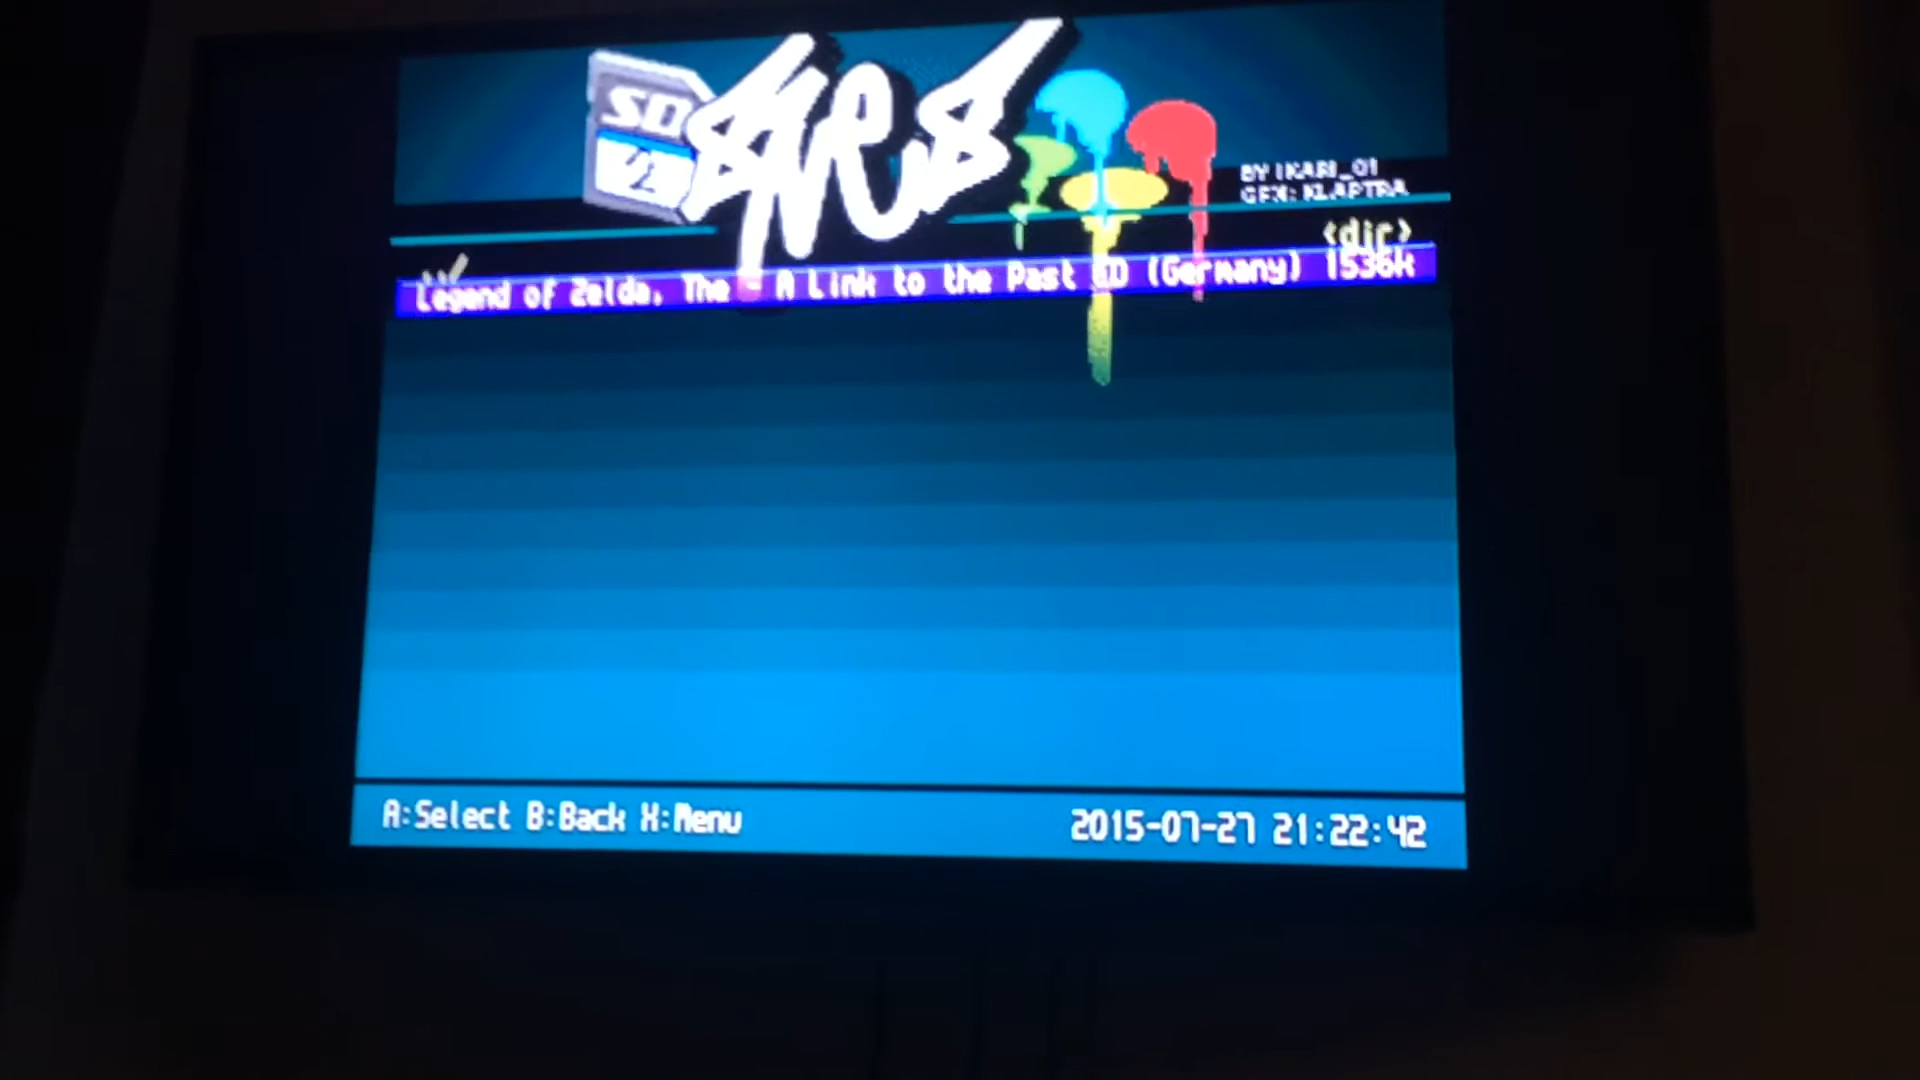 SD
2
SNES
BY IKARI_01
GFX: KLAPTRA
../
<dir>
Legend of Zelda, The - A Link to the Past (Germany) 1536k
A:Select B:Back X:Menu
2015-07-27 21:22:42